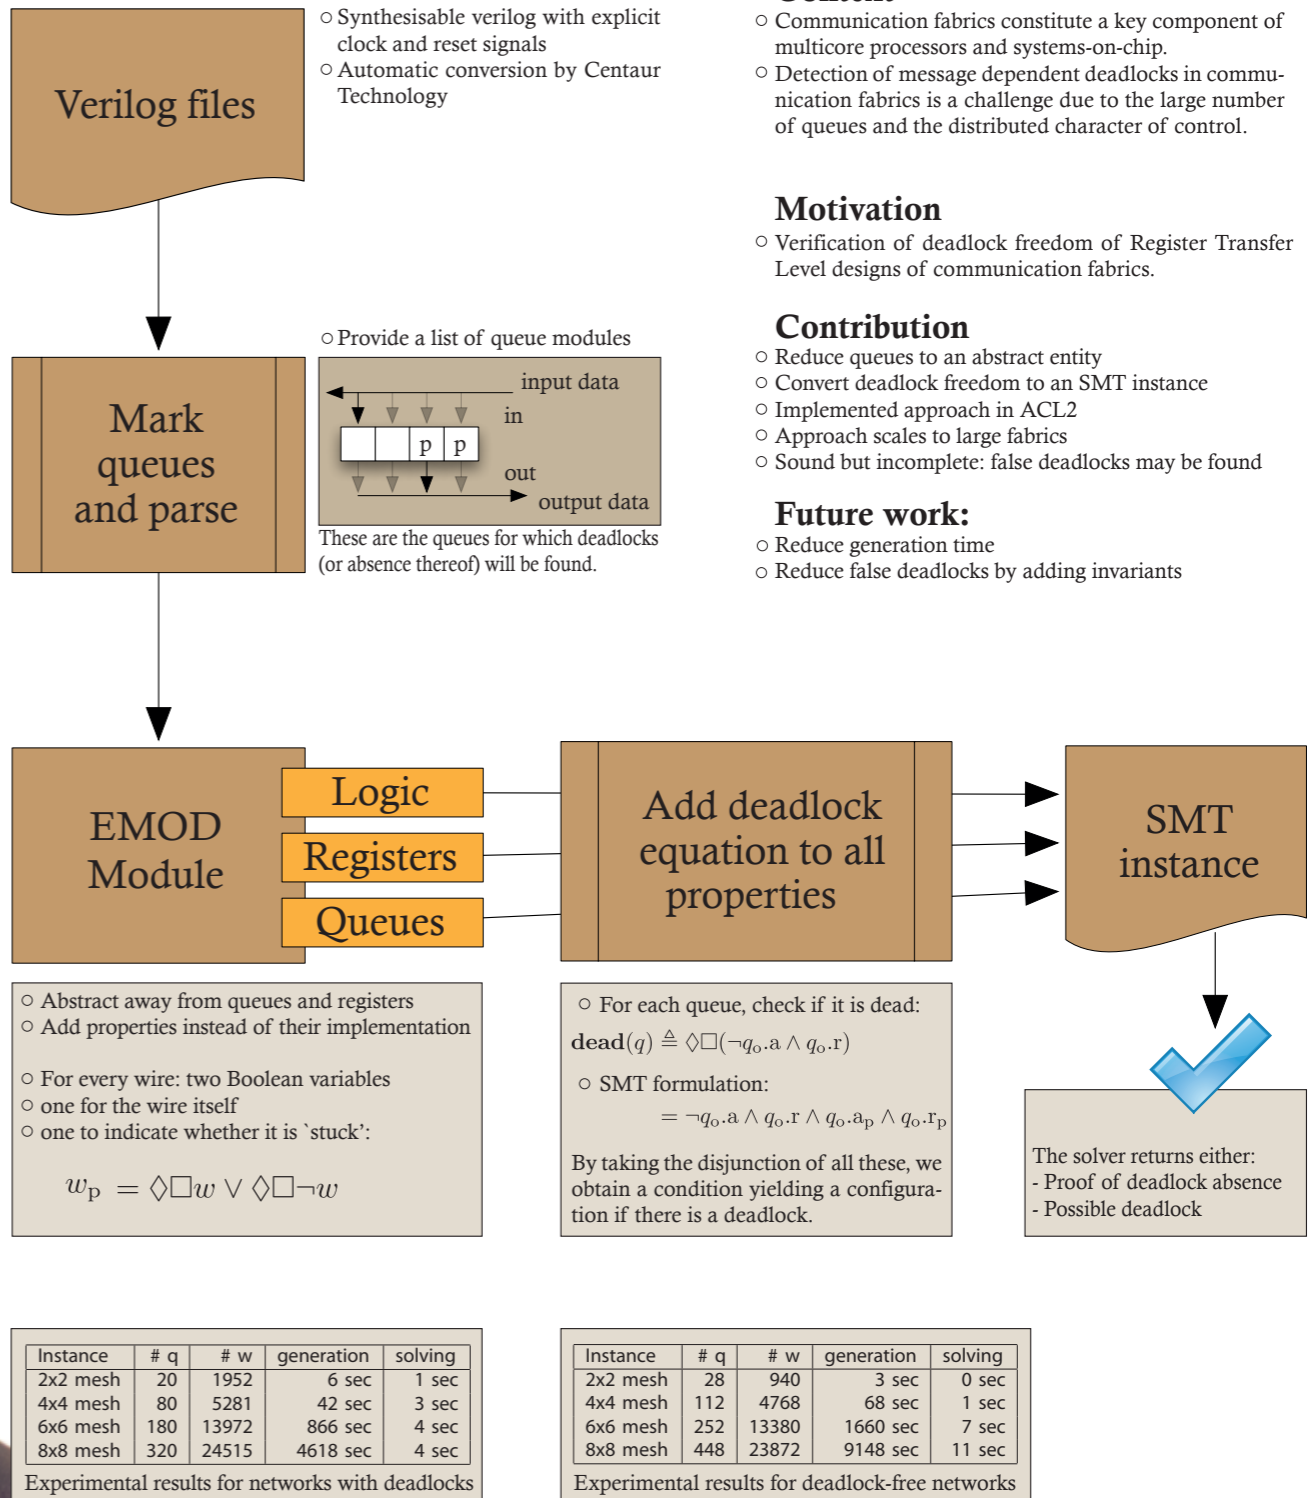 Verilog files
○ Synthesisable verilog with explicit
clock and reset signals
○ Automatic conversion by Centaur
Technology
○ Communication fabrics constitute a key component of
multicore processors and systems-on-chip.
○ Detection of message dependent deadlocks in commu-
nication fabrics is a challenge due to the large number
of queues and the distributed character of control.
Motivation
○ Verification of deadlock freedom of Register Transfer
Level designs of communication fabrics.
Contribution
○ Reduce queues to an abstract entity
○ Convert deadlock freedom to an SMT instance
○ Implemented approach in ACL2
○ Approach scales to large fabrics
○ Sound but incomplete: false deadlocks may be found
Future work:
○ Reduce generation time
○ Reduce false deadlocks by adding invariants
Mark
queues
and parse
○ Provide a list of queue modules
input data
in
p p
out
output data
These are the queues for which deadlocks
(or absence thereof) will be found.
EMOD
Module
Logic
Registers
Queues
Add deadlock
equation to all
properties
SMT
instance
○ Abstract away from queues and registers
○ Add properties instead of their implementation
○ For every wire: two Boolean variables
○ one for the wire itself
○ one to indicate whether it is `stuck':
w_p = ◊□w ∨ ◊□¬w
○ For each queue, check if it is dead:
dead(q) ≜ ◊□(¬q_o.a ∧ q_o.r)
○ SMT formulation:
= ¬q_o.a ∧ q_o.r ∧ q_o.a_p ∧ q_o.r_p
By taking the disjunction of all these, we
obtain a condition yielding a configura-
tion if there is a deadlock.
The solver returns either:
- Proof of deadlock absence
- Possible deadlock
Instance # q # w generation solving
2x2 mesh 20 1952 6 sec 1 sec
4x4 mesh 80 5281 42 sec 3 sec
6x6 mesh 180 13972 866 sec 4 sec
8x8 mesh 320 24515 4618 sec 4 sec
Experimental results for networks with deadlocks
Instance # q # w generation solving
2x2 mesh 28 940 3 sec 0 sec
4x4 mesh 112 4768 68 sec 1 sec
6x6 mesh 252 13380 1660 sec 7 sec
8x8 mesh 448 23872 9148 sec 11 sec
Experimental results for deadlock-free networks